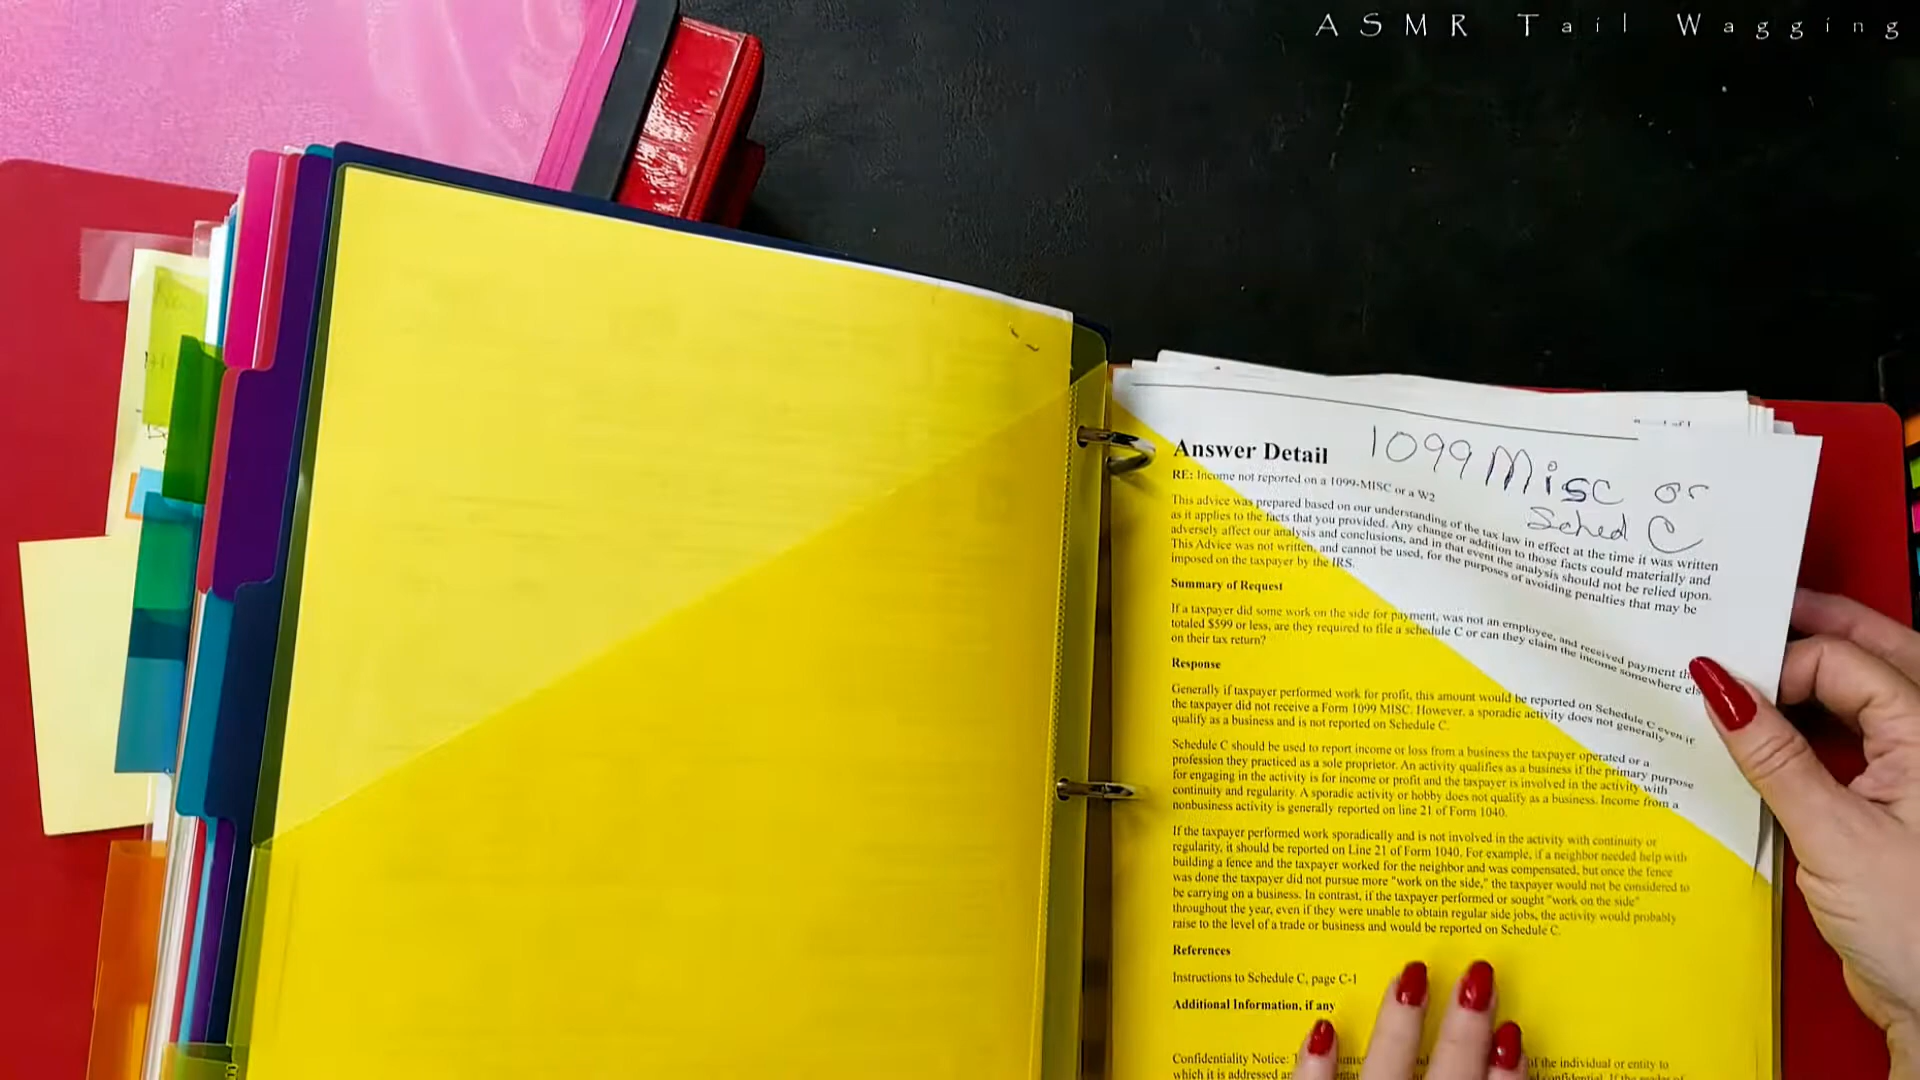 ASMR Tail Wagging
Answer Detail
1099 Misc or
Sched C
RE: Income not reported on a 1099-MISC or a W2
This advice was prepared based on our understanding of the tax law in effect at the time it was written
as it applies to the facts that you provided. Any change or addition to those facts could materially and
adversely affect our analysis and conclusions, and in that event the analysis should not be relied upon.
This Advice was not written, and cannot be used, for the purposes of avoiding penalties that may be
imposed on the taxpayer by the IRS.
Summary of Request
If a taxpayer did some work on the side for payment, was not an employee, and received payment
totaled $599 or less, are they required to file a schedule C or can they claim the income somewhere
on their tax return?
Response
Generally if taxpayer performed work for profit, this amount would be reported on Schedule C even if
the taxpayer did not receive a Form 1099 MISC. However, a sporadic activity does not generally
qualify as a business and is not reported on Schedule C.
Schedule C should be used to report income or loss from a business the taxpayer operated or a
profession they practiced as a sole proprietor. An activity qualifies as a business if the primary purpose
for engaging in the activity is for income or profit and the taxpayer is involved in the activity with
continuity and regularity. A sporadic activity or hobby does not qualify as a business. Income from a
nonbusiness activity is generally reported on line 21 of Form 1040.
If the taxpayer performed work sporadically and is not involved in the activity with continuity or
regularity, it should be reported on Line 21 of Form 1040. For example, if a neighbor needed help with
building a fence and the taxpayer worked for the neighbor and was compensated, but once the fence
was done the taxpayer did not pursue more "work on the side," the taxpayer would not be considered to
be carrying on a business. In contrast, if the taxpayer performed or sought "work on the side"
throughout the year, even if they were unable to obtain regular side jobs, the activity would probably
raise to the level of a trade or business and would be reported on Schedule C.
References
Instructions to Schedule C, page C-1
Additional Information, if any
Confidentiality Notice: of the individual or entity to
which it is addressed